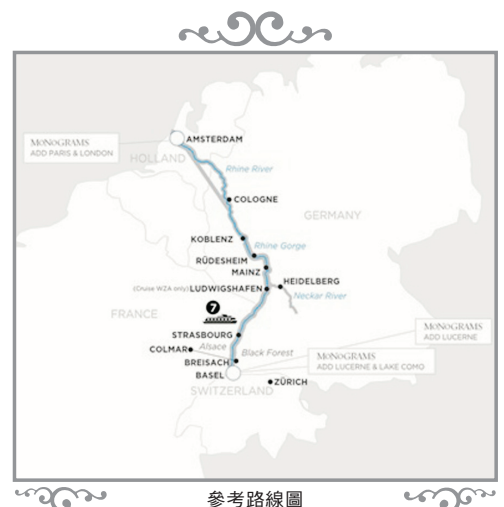 AMSTERDAM
MONOGRAMS
ADD PARIS & LONDON
HOLLAND
Rhine River
COLOGNE
GERMANY
KOBLENZ
Rhine Gorge
RÜDESHEIM
MAINZ
HEIDELBERG
(Cruise WZA only)
LUDWIGSHAFEN
Neckar River
7
FRANCE
STRASBOURG
MONOGRAMS
ADD LUCERNE
COLMAR
Alsace
Black Forest
BREISACH
MONOGRAMS
ADD LUCERNE & LAKE COMO
BASEL
ZÜRICH
SWITZERLAND
參考路線圖